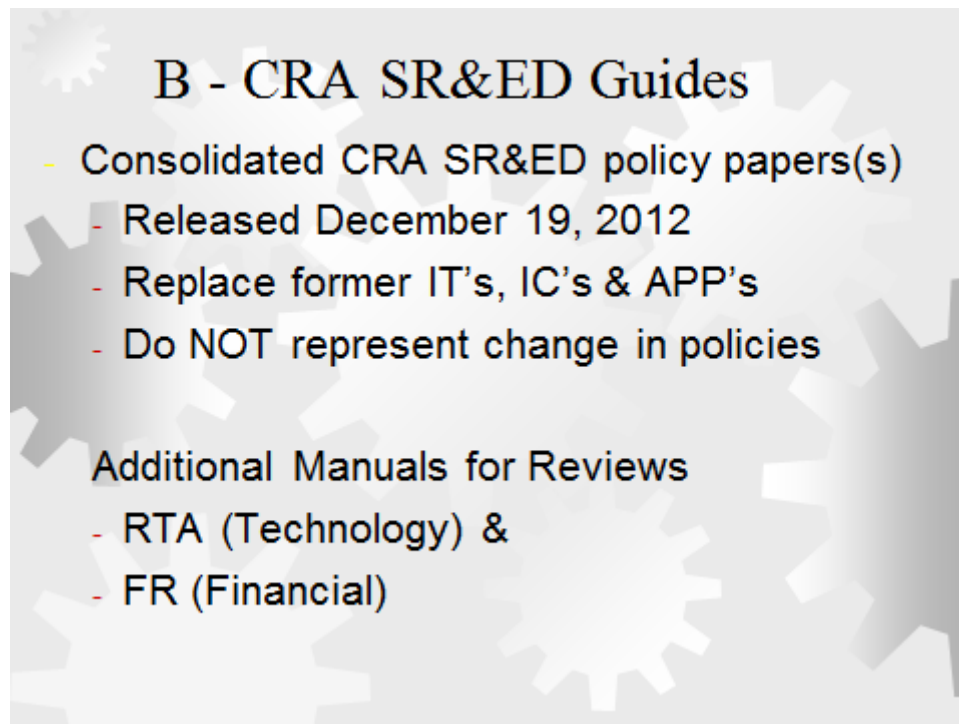 B - CRA SR&ED Guides
- Consolidated CRA SR&ED policy papers(s)
- Released December 19, 2012
- Replace former IT's, IC's & APP's
- Do NOT represent change in policies
Additional Manuals for Reviews
- RTA (Technology) &
- FR (Financial)